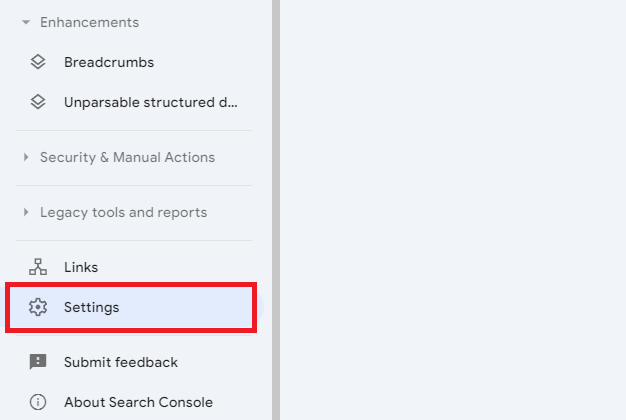 Enhancements
Breadcrumbs
Unparsable structured d...
Security & Manual Actions
Legacy tools and reports
Links
Settings
Submit feedback
About Search Console